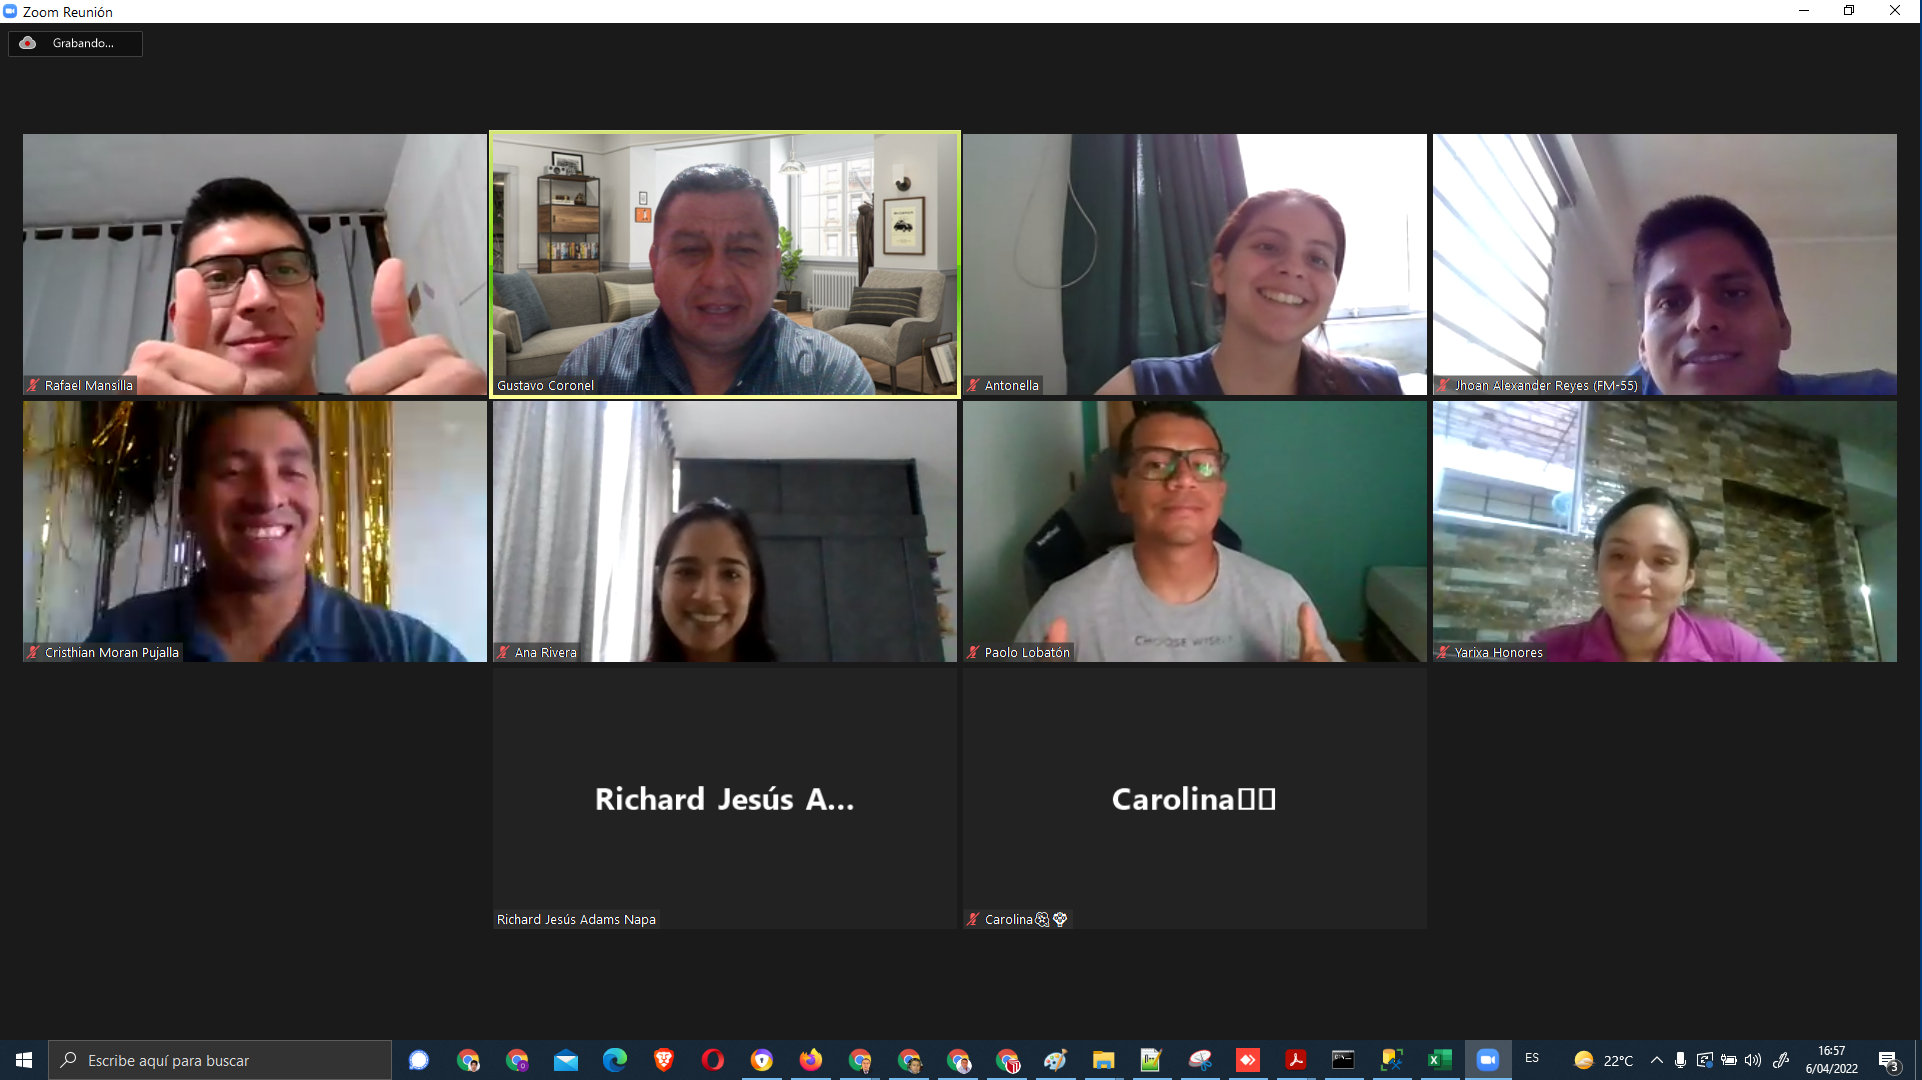 Zoom Reunión
Grabando...
Rafael Mansilla
Gustavo Coronel
Antonella
Jhoan Alexander Reyes (FM-55)
Cristhian Moran Pujalla
Ana Rivera
CHOOSE WISELY
Paolo Lobatón
Yarixa Honores
Richard Jesús A...
Carolina
Richard Jesús Adams Napa
Carolina
Escribe aquí para buscar
ES
22°C
16:57
6/04/2022
3